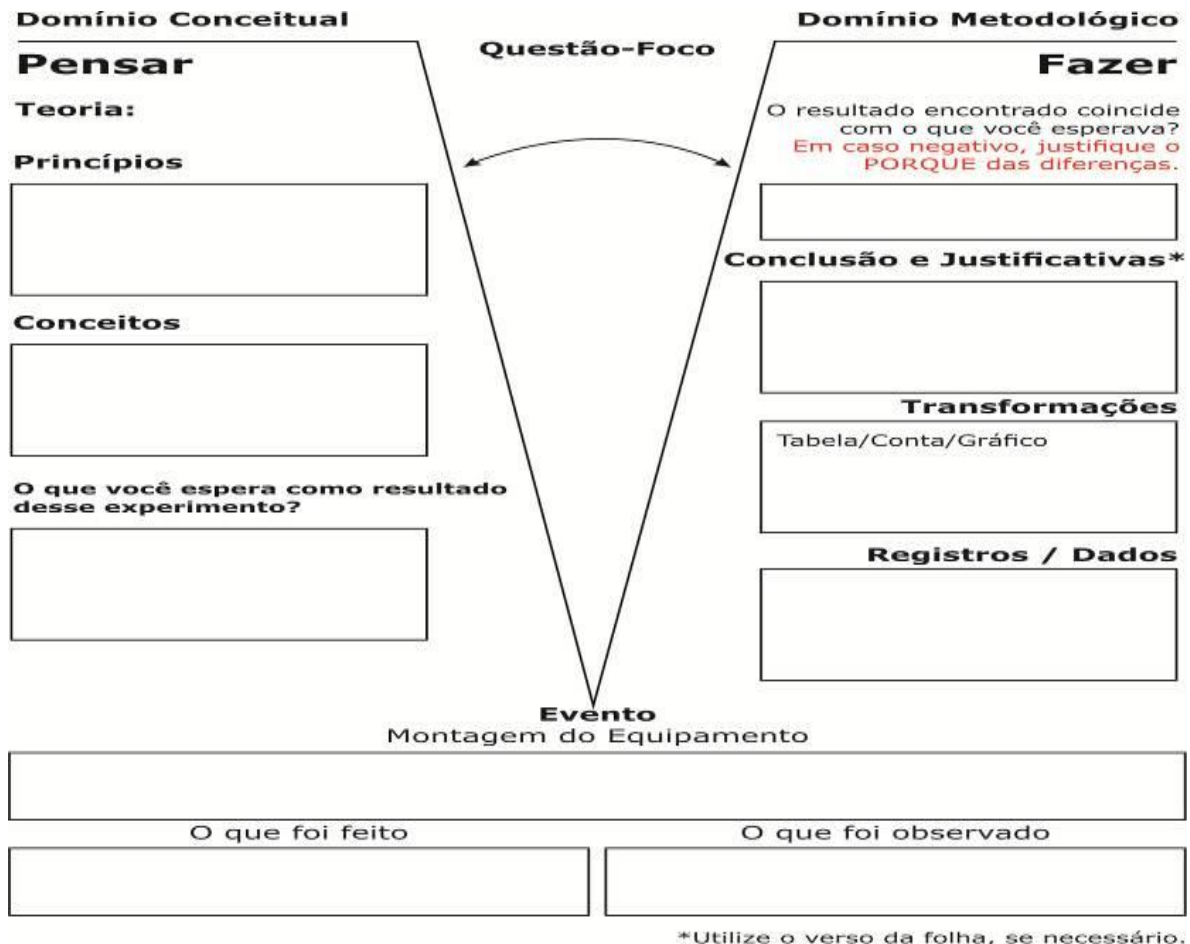 Domínio Conceitual
Pensar
Teoria:
Princípios
Conceitos
O que você espera como resultado
desse experimento?
Questão-Foco
Domínio Metodológico
Fazer
O resultado encontrado coincide
com o que você esperava?
Em caso negativo, justifique o
PORQUE das diferenças.
Conclusão e Justificativas*
Transformações
Tabela/Conta/Gráfico
Registros / Dados
Evento
Montagem do Equipamento
O que foi feito
O que foi observado
*Utilize o verso da folha, se necessário.